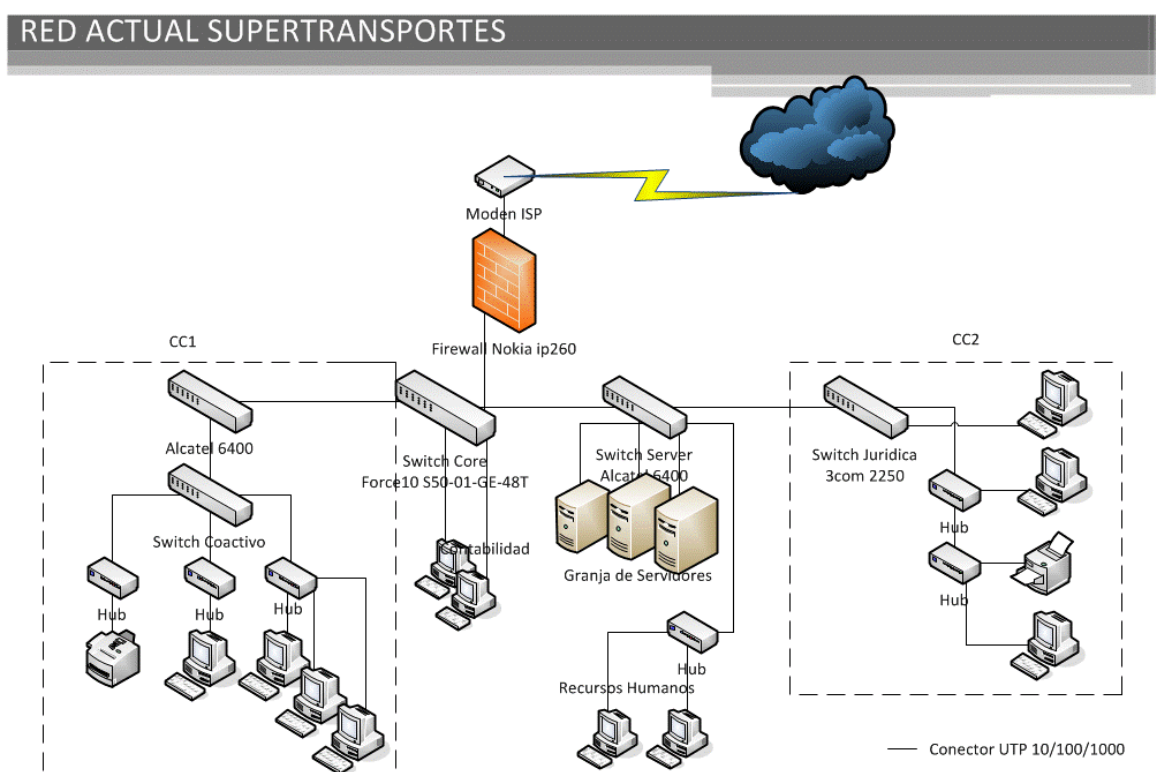 RED ACTUAL SUPERTRANSPORTES
Moden ISP
Firewall Nokia ip260
CC1
CC2
Alcatel 6400
Switch Core
Force10 S50-01-GE-48T
Switch Server
Alcatel 6400
Switch Juridica
3com 2250
Switch Coactivo
Contabilidad
Granja de Servidores
Hub
Hub
Hub
Hub
Hub
Hub
Recursos Humanos
Conector UTP 10/100/1000